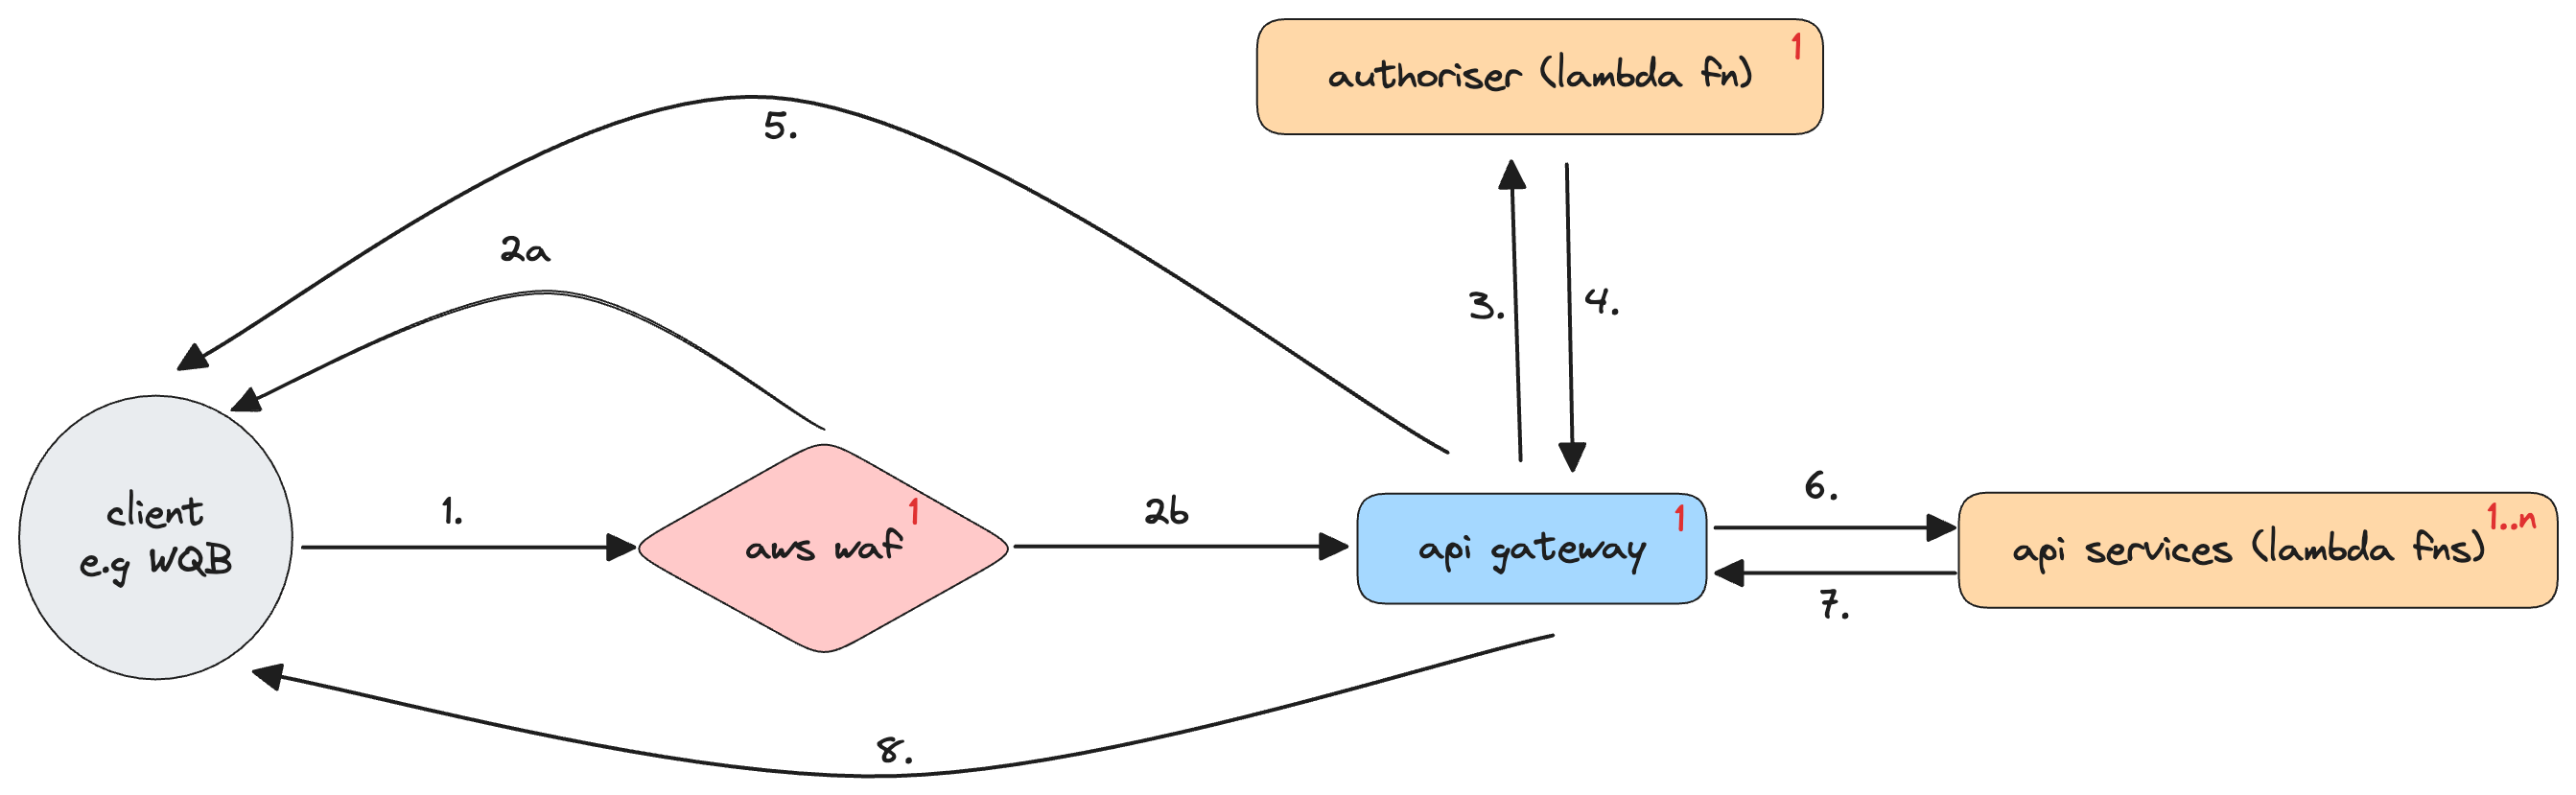 authoriser (lambda fn)
1
5.
2a
3.
4.
client
e.g WQB
1.
aws waf
1
2b
api gateway
1
6.
7.
api services (lambda fns)
1..n
8.